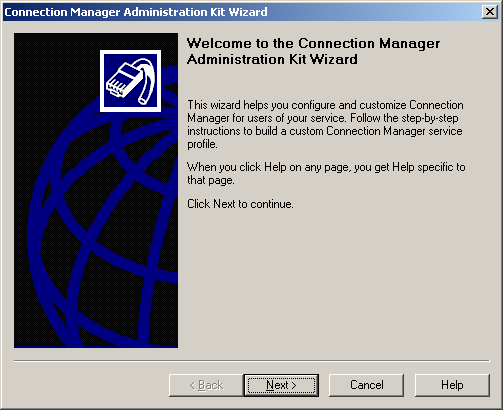 Connection Manager Administration Kit Wizard
Welcome to the Connection Manager
Administration Kit Wizard
This wizard helps you configure and customize Connection
Manager for users of your service. Follow the step-by-step
instructions to build a custom Connection Manager service
profile.
When you click Help on any page, you get Help specific to
that page.
Click Next to continue.
< Back
Next >
Cancel
Help